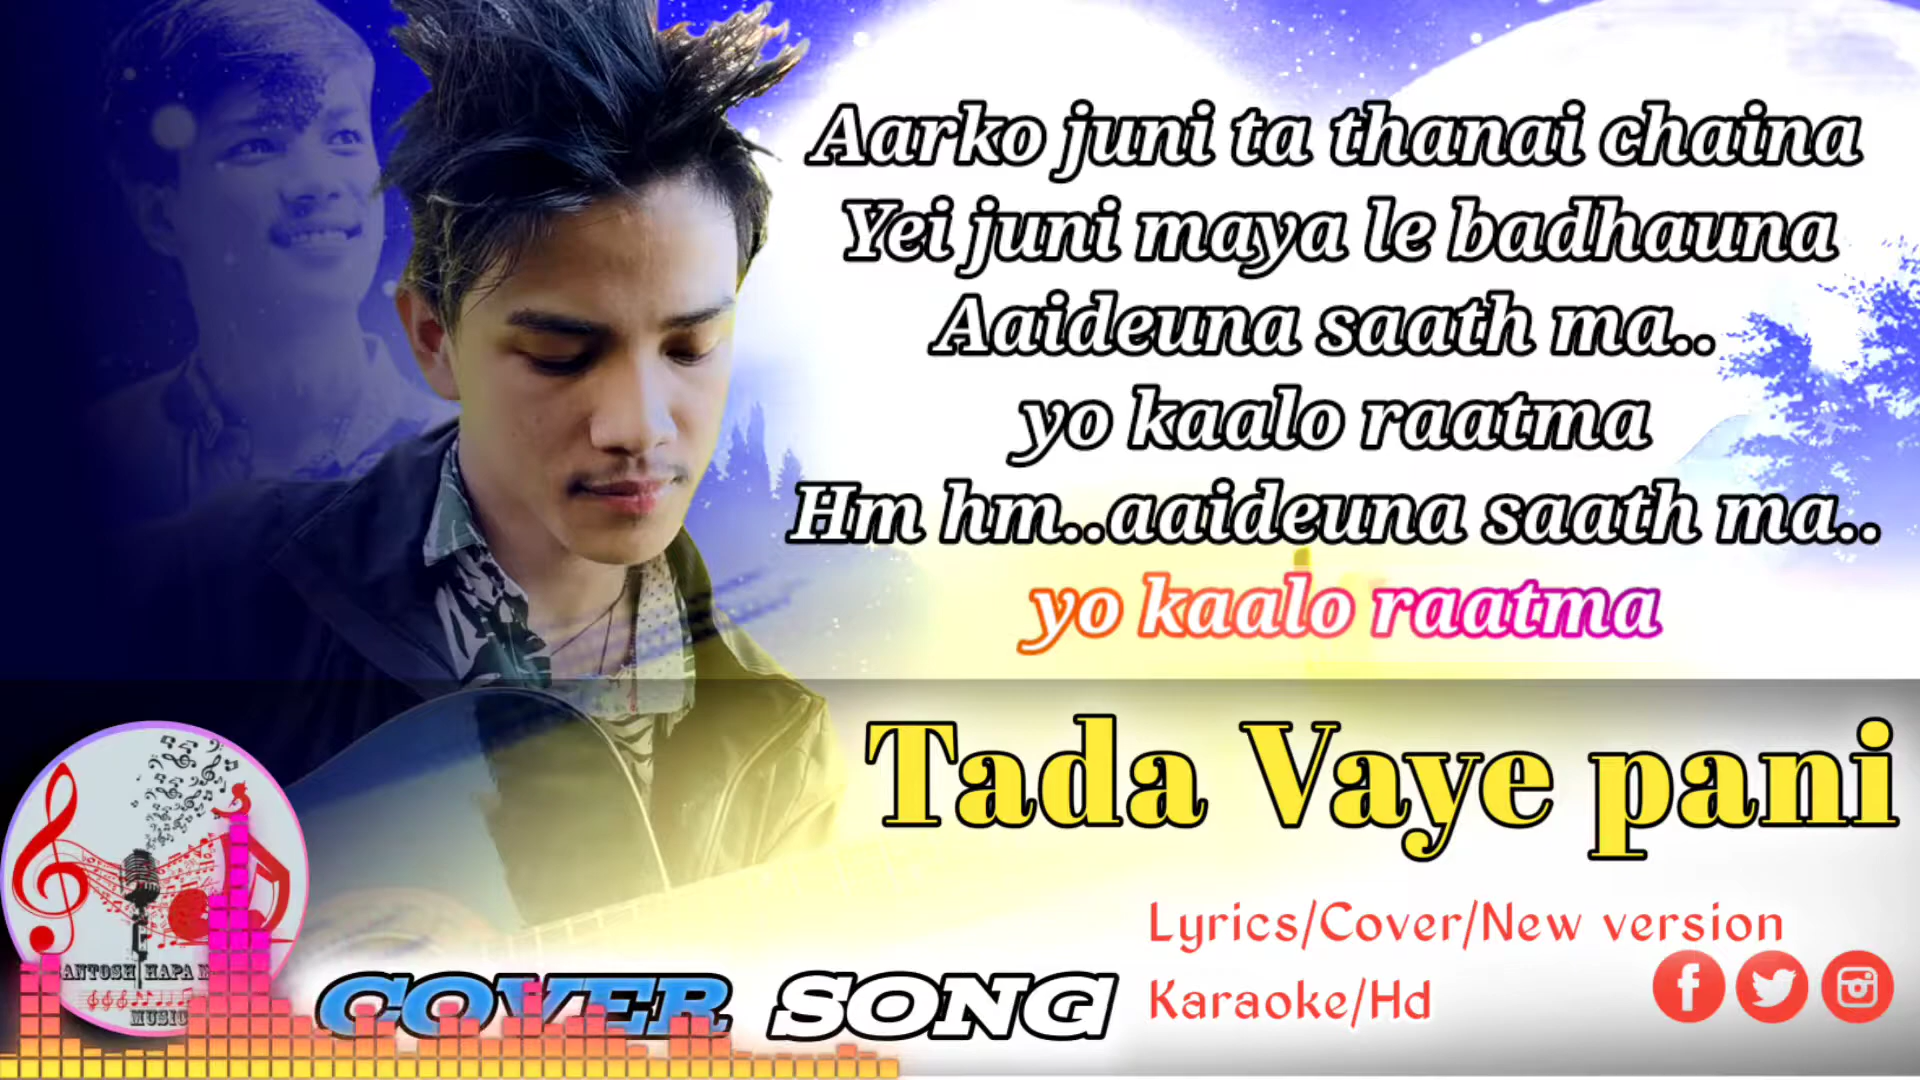 Aarko juni ta thanai chaina
Yei juni maya le badhauna
Aaideuna saath ma..
yo kaalo raatma
Hm hm..aaideuna saath ma..
yo kaalo raatma
Tada Vaye pani
Lyrics/Cover/New version
Karaoke/Hd
COVER SONG
MUSIC